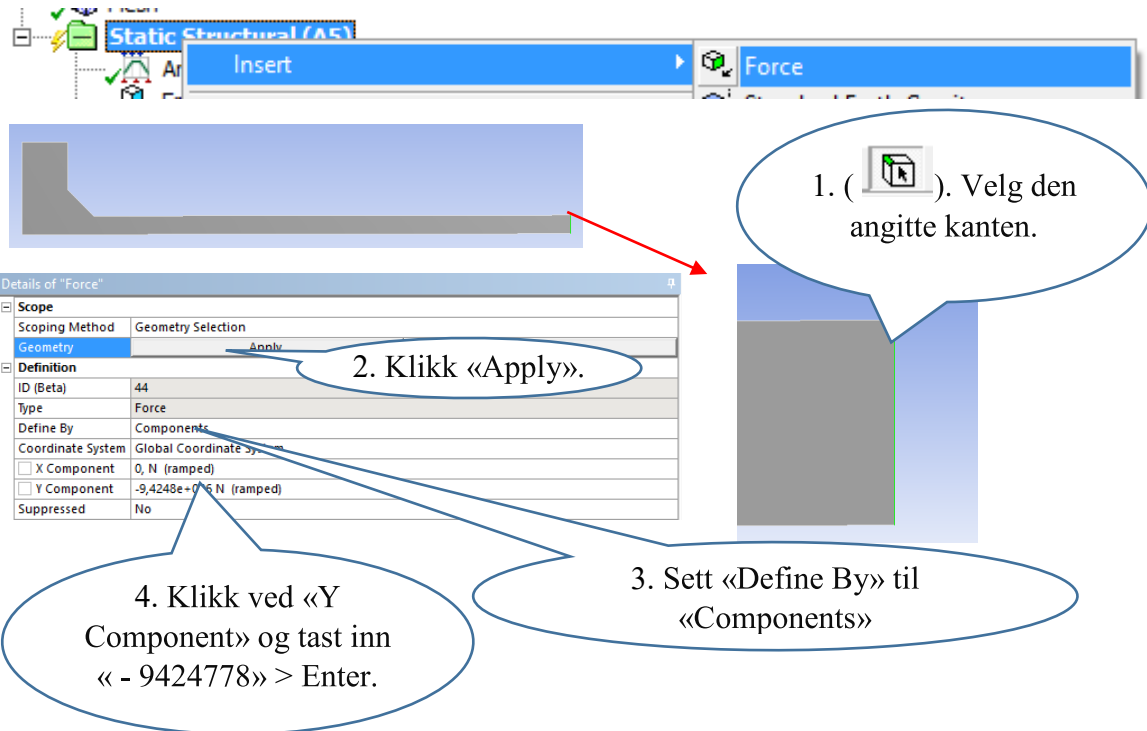 Static Structural (A5)
Insert
Force
1. ( ). Velg den
angitte kanten.
Details of "Force"
Scope
Scoping Method Geometry Selection
Geometry Apply
2. Klikk «Apply».
Definition
ID (Beta) 44
Type Force
Define By Components
Coordinate System Global Coordinate System
X Component 0, N (ramped)
Y Component -9,4248e+006 N (ramped)
Suppressed No
3. Sett «Define By» til
«Components»
4. Klikk ved «Y
Component» og tast inn
« - 9424778» > Enter.